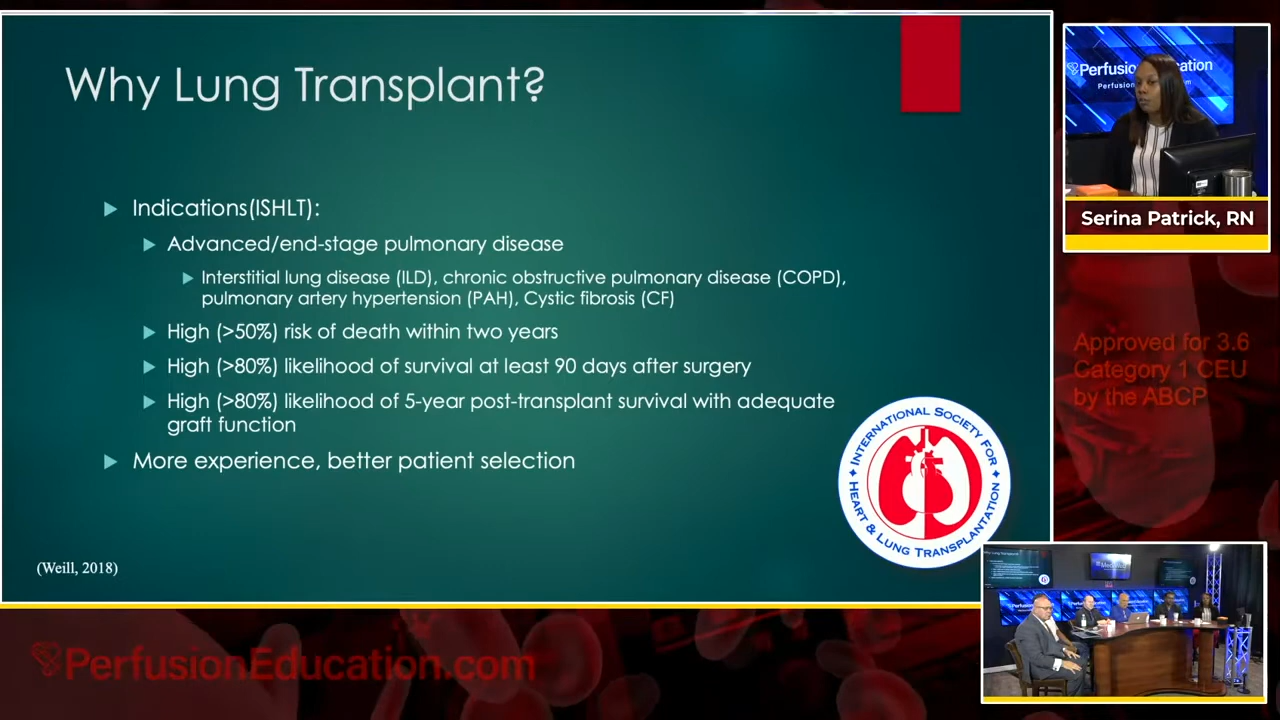 Why Lung Transplant?
Indications(ISHLT):
Advanced/end-stage pulmonary disease
Interstitial lung disease (ILD), chronic obstructive pulmonary disease (COPD),
pulmonary artery hypertension (PAH), Cystic fibrosis (CF)
High (>50%) risk of death within two years
High (>80%) likelihood of survival at least 90 days after surgery
High (>80%) likelihood of 5-year post-transplant survival with adequate
graft function
More experience, better patient selection
(Weill, 2018)
INTERNATIONAL SOCIETY FOR
HEART & LUNG TRANSPLANTATION
Serina Patrick, RN
Approved for 3.6
Category 1 CEU
by the ABCP
PerfusionEducation.com